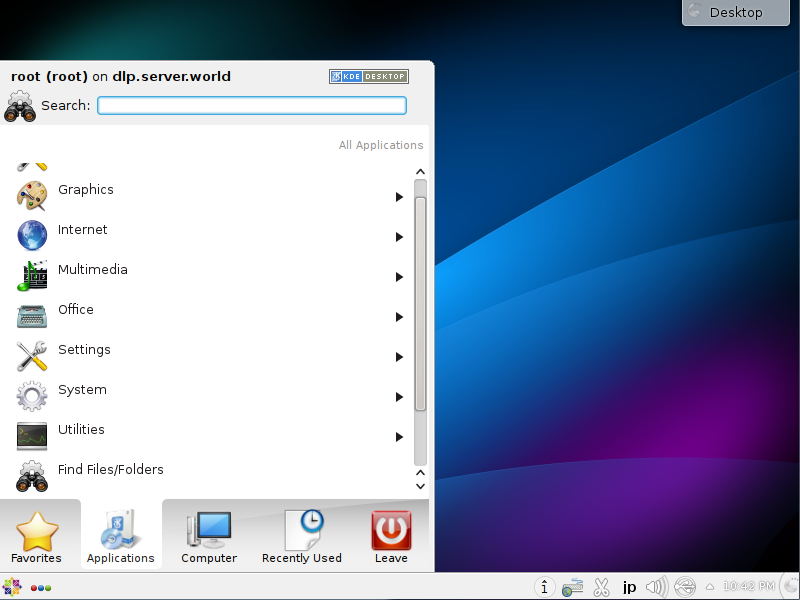 Desktop
root (root) on dlp.server.world
KDE DESKTOP
Search:
All Applications
Graphics
Internet
Multimedia
Office
Settings
System
Utilities
Find Files/Folders
Favorites
Applications
Computer
Recently Used
Leave
jp
10:42 PM